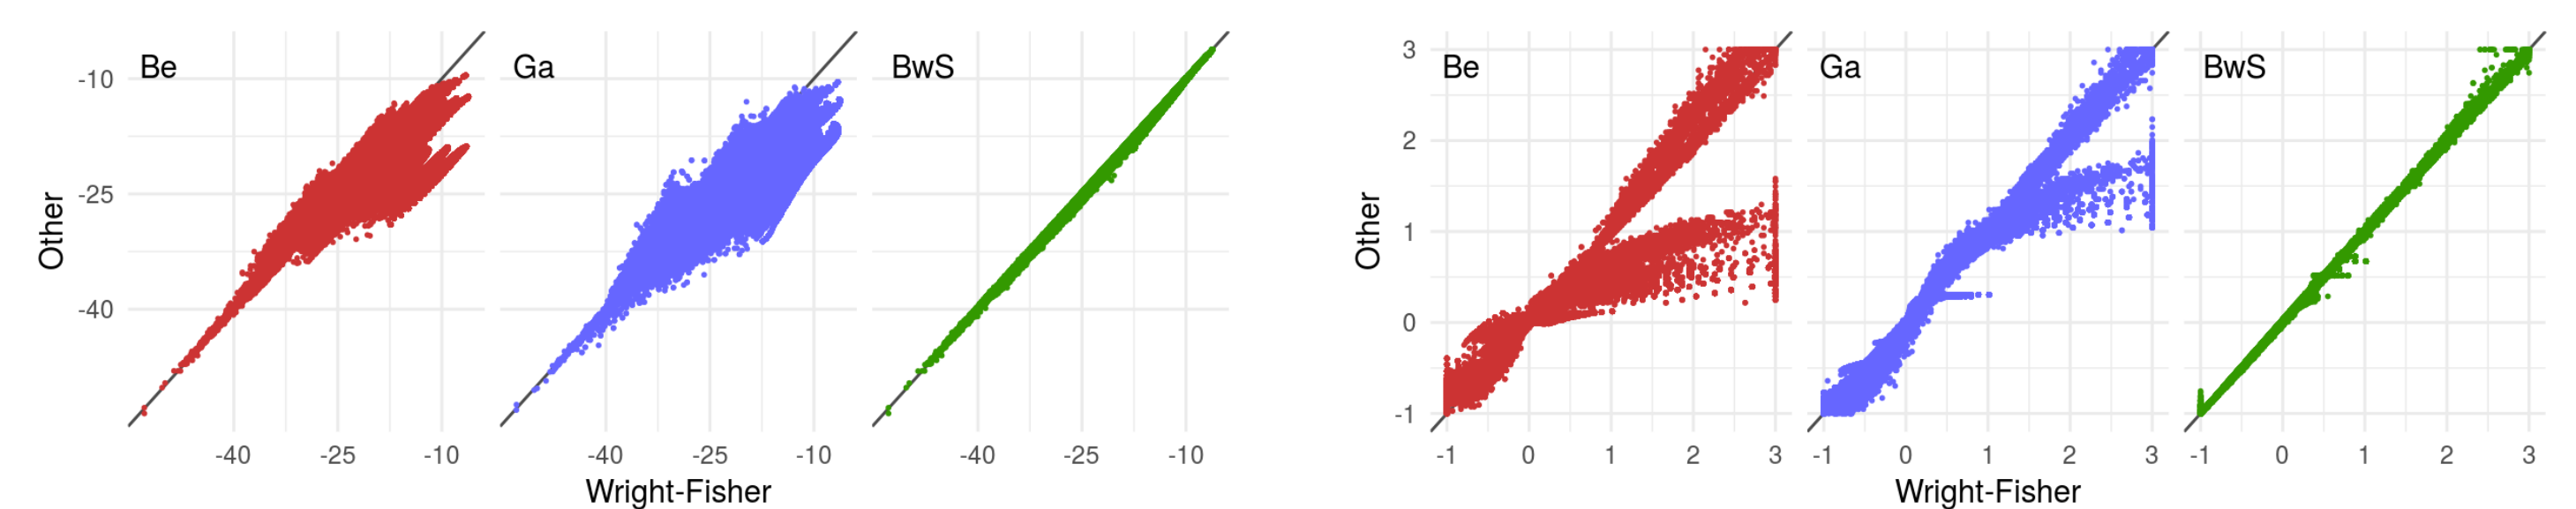 Be Ga BwS
-10
-25
-40
Other
-40 -25 -10 -40 -25 -10 -40 -25 -10
Wright-Fisher
Be Ga BwS
3
2
1
0
-1
Other
-1 0 1 2 3 -1 0 1 2 3 -1 0 1 2 3
Wright-Fisher